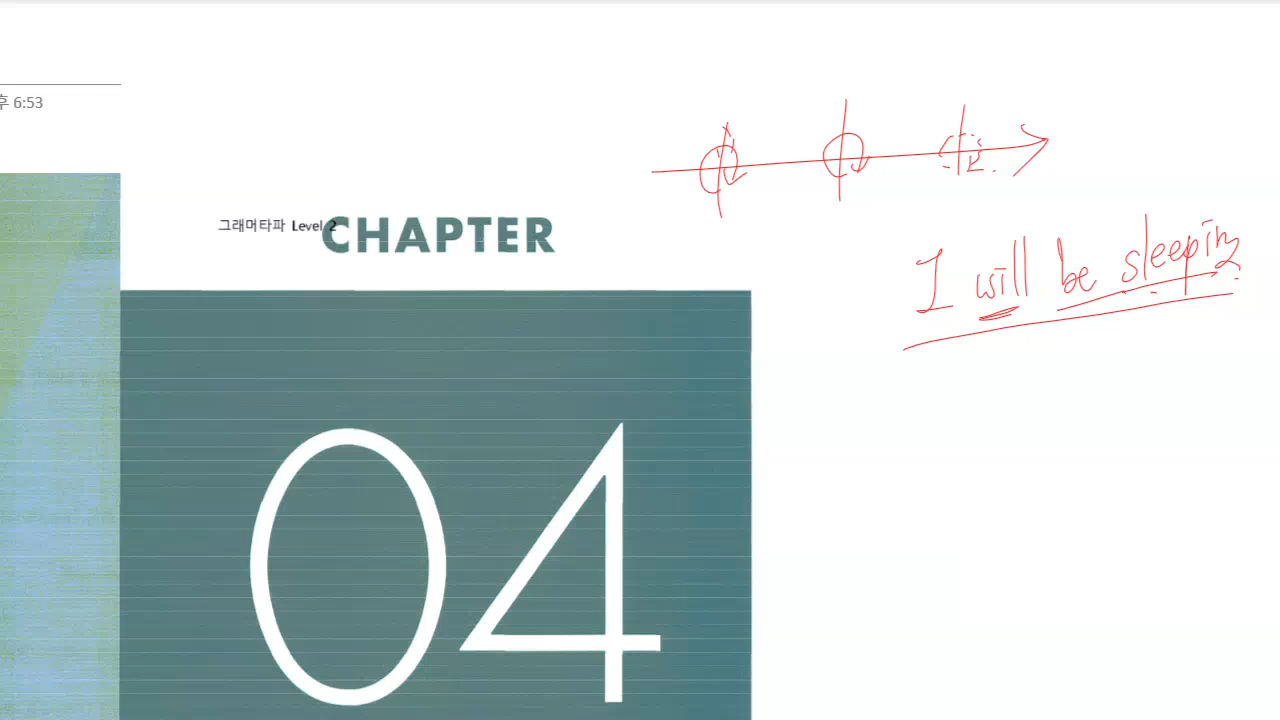 후 6:53
그래머타파 Level 2
CHAPTER
I will be sleeping
04